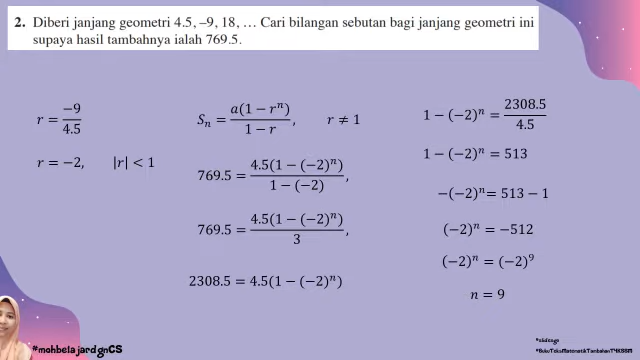 2. Diberi janjang geometri 4.5, –9, 18, … Cari bilangan sebutan bagi janjang geometri ini
supaya hasil tambahnya ialah 769.5.
r = −9/4.5
r = −2, |r| < 1
Sₙ = a(1 − rⁿ)/1 − r, r ≠ 1
769.5 = 4.5(1 − (−2)ⁿ)/1 − (−2),
769.5 = 4.5(1 − (−2)ⁿ)/3,
2308.5 = 4.5(1 − (−2)ⁿ)
1 − (−2)ⁿ = 2308.5/4.5
1 − (−2)ⁿ = 513
-(−2)ⁿ= 513 − 1
(−2)ⁿ = −512
(−2)ⁿ = (−2)⁹
n = 9
#mohbelajardgnCS
#slidesgo